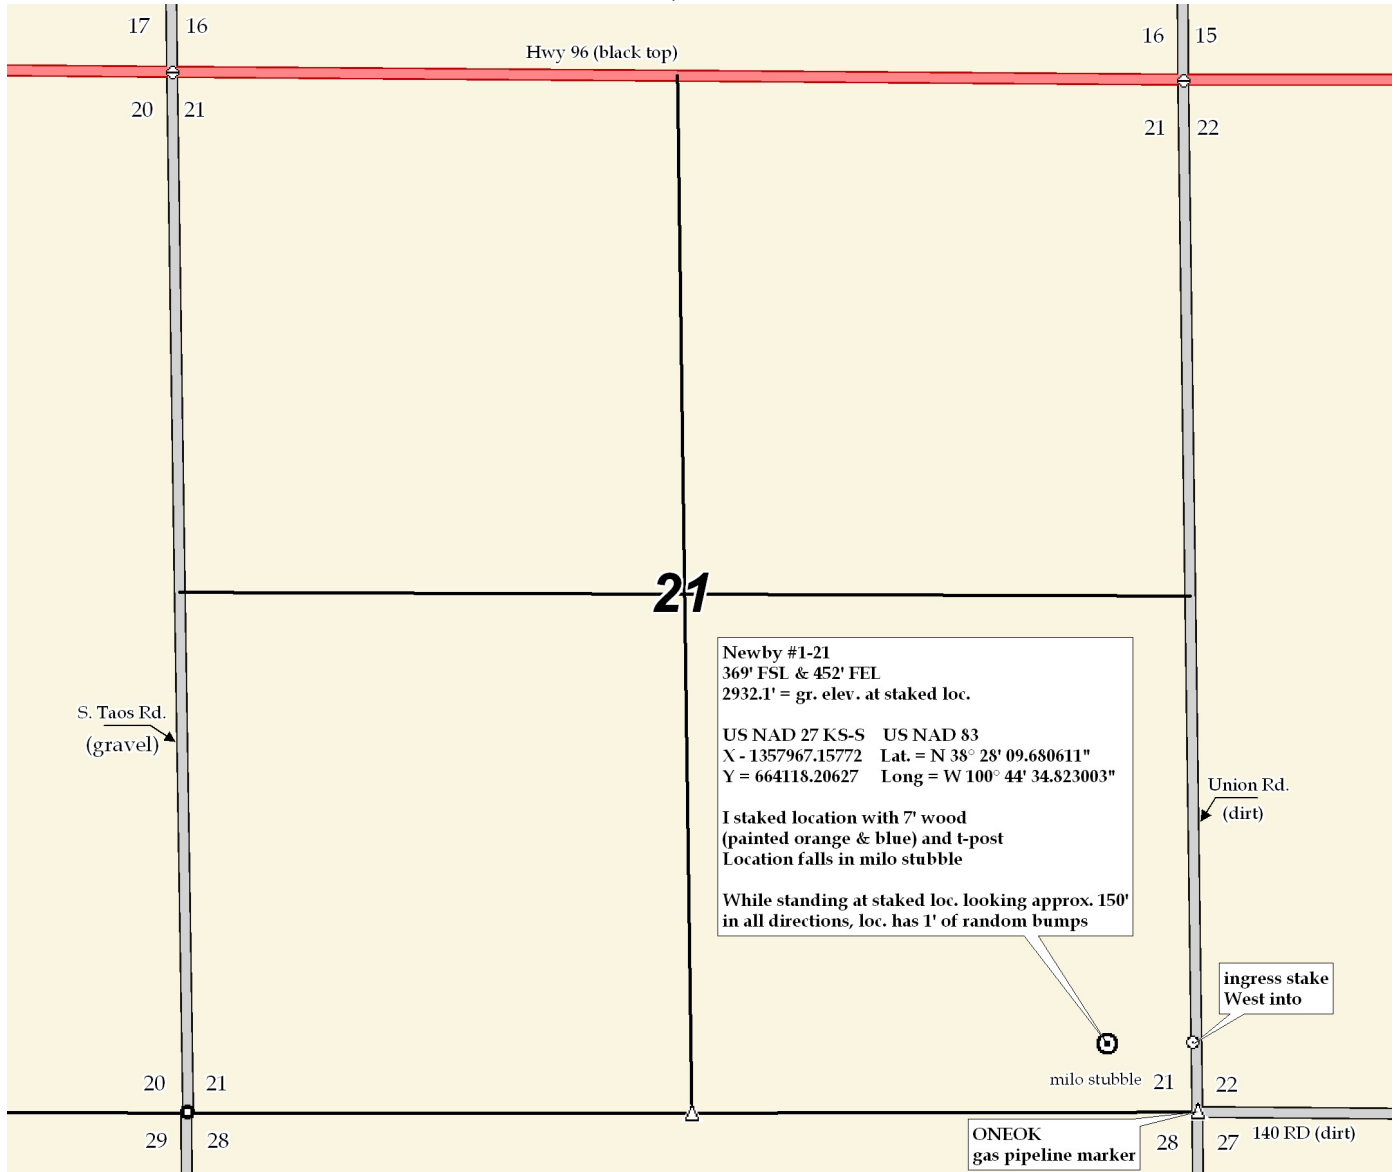 17 16
16 15
Hwy 96 (black top)
20 21
21 22
21
Newby #1-21
369' FSL & 452' FEL
2932.1' = gr. elev. at staked loc.
US NAD 27 KS-S US NAD 83
X - 1357967.15772 Lat. = N 38° 28' 09.680611"
Y = 664118.20627 Long = W 100° 44' 34.823003"
I staked location with 7' wood
(painted orange & blue) and t-post
Location falls in milo stubble
While standing at staked loc. looking approx. 150'
in all directions, loc. has 1' of random bumps
S. Taos Rd.
(gravel)
Union Rd.
(dirt)
ingress stake
West into
milo stubble
20 21
21 22
29 28
28 27
140 RD (dirt)
ONEOK
gas pipeline marker